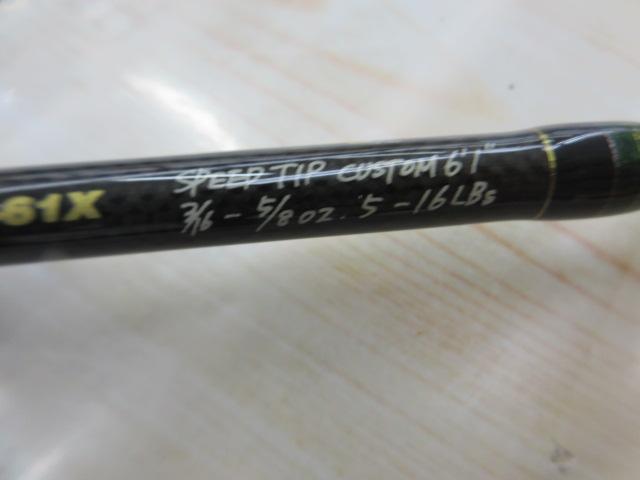 -61X
SPEED TIP CUSTOM 6'1"
3/16 - 5/8 OZ. 5 - 16 LBS